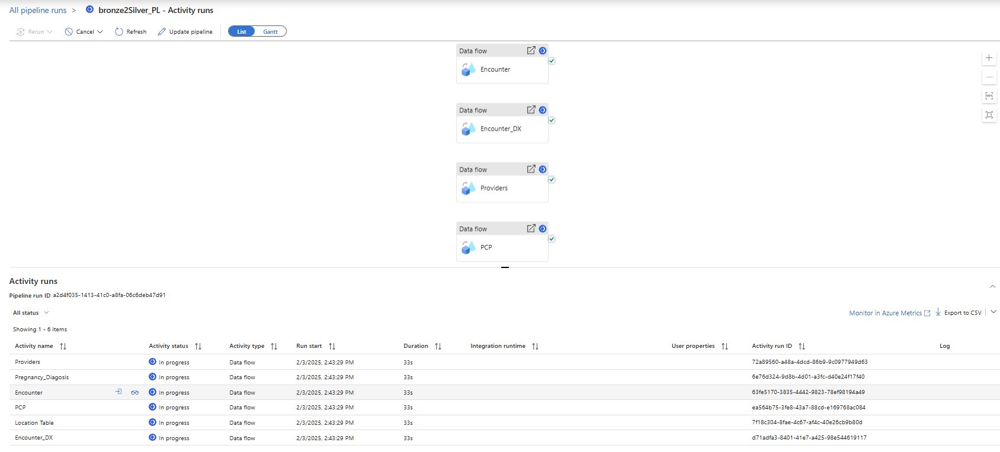 All pipeline runs > bronze2Silver_PL - Activity runs
Rerun Cancel Refresh Update pipeline List Gantt
Data flow
Encounter
Data flow
Encounter_DX
Data flow
Providers
Data flow
PCP
Activity runs
Pipeline run ID a2d4f035-1413-41c0-a8fa-06c6deb47d91
All status
Monitor in Azure Metrics Export to CSV
Showing 1 - 6 items
Activity name Activity status Activity type Run start Duration Integration runtime User properties Activity run ID Log
Providers In progress Data flow 2/3/2025, 2:43:29 PM 33s 72a89560-a48a-4dcd-86b9-9c0977949d63
Pregnancy_Diagosis In progress Data flow 2/3/2025, 2:43:29 PM 33s 6e76d324-9d8b-4d01-a3fc-d40e24f17f40
Encounter In progress Data flow 2/3/2025, 2:43:29 PM 33s 63fe5170-3835-4442-9823-78ef98194a49
PCP In progress Data flow 2/3/2025, 2:43:29 PM 33s ea564b75-3fe8-43a7-88cd-e169768ac084
Location Table In progress Data flow 2/3/2025, 2:43:29 PM 33s 7f18c304-8fae-4c67-af4c-40e26cb9b80d
Encounter_DX In progress Data flow 2/3/2025, 2:43:29 PM 33s d71adfa3-8401-41e7-a425-98e544619117